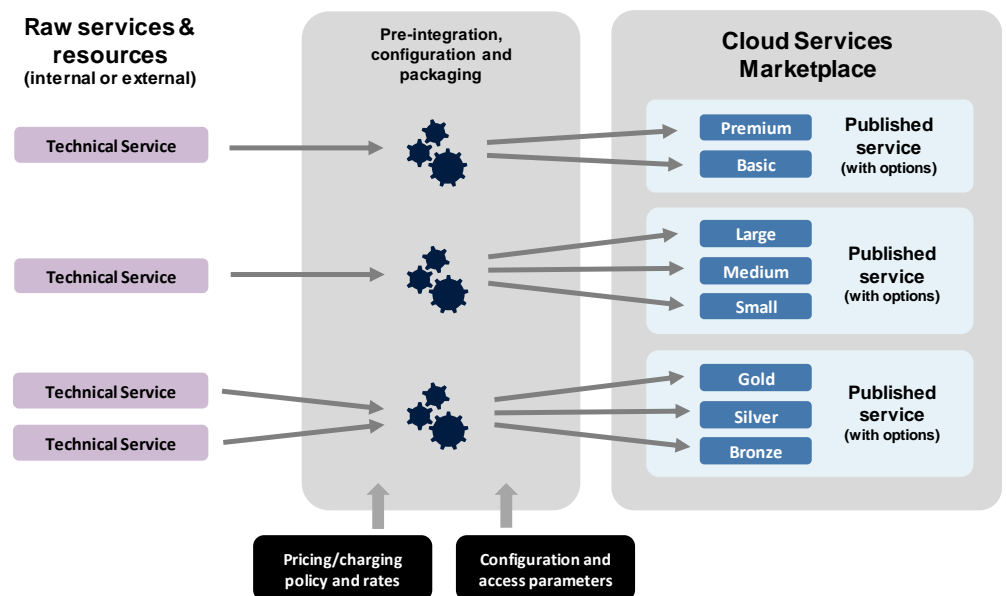 Raw services &
resources
(internal or external)
Pre-integration,
configuration and
packaging
Cloud Services
Marketplace
Technical Service
Premium
Basic
Published
service
(with options)
Technical Service
Large
Medium
Small
Published
service
(with options)
Technical Service
Technical Service
Gold
Silver
Bronze
Published
service
(with options)
Pricing/charging
policy and rates
Configuration and
access parameters